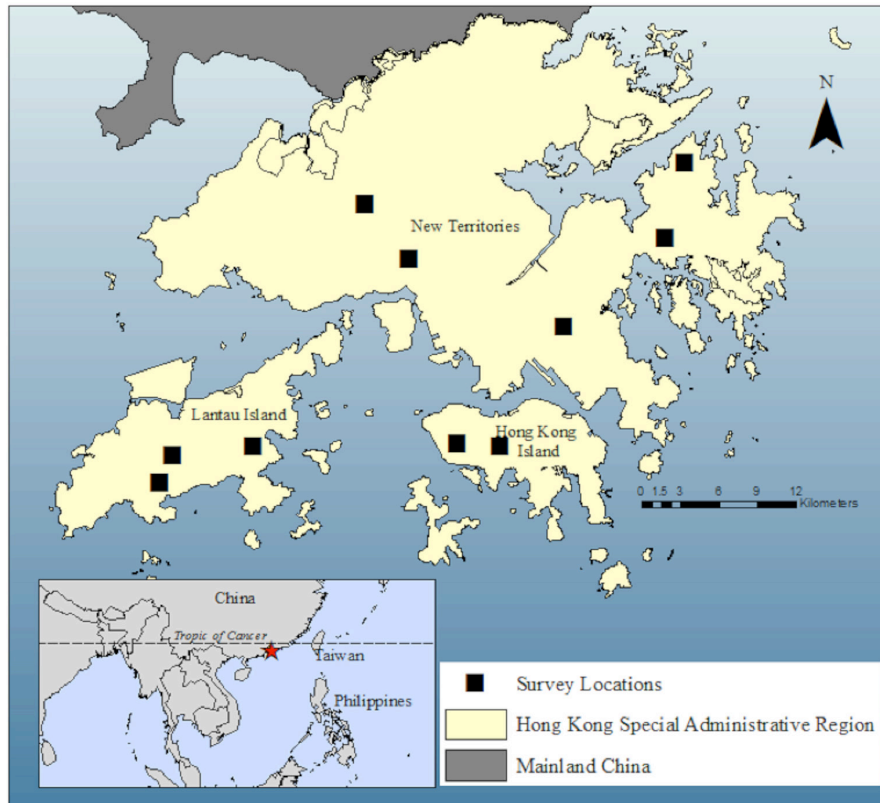 N
New Territories
Lantau Island
Hong Kong
Island
0 1.5 3 6 9 12
Kilometers
China
Tropic of Cancer
Taiwan
Philippines
Survey Locations
Hong Kong Special Administrative Region
Mainland China